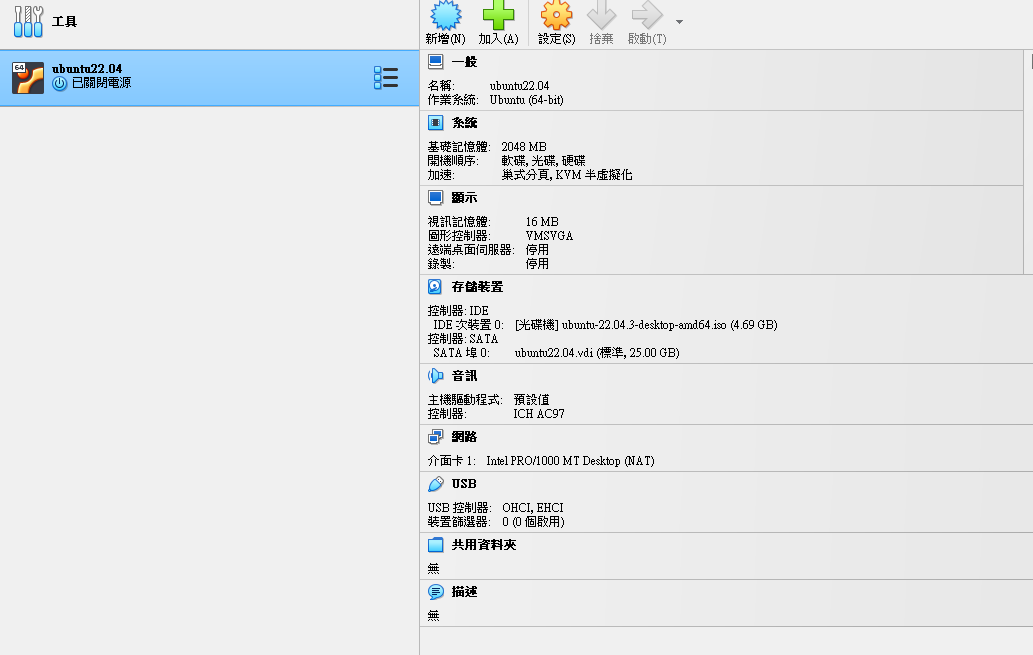 工具
新增(N) 加入(A) 設定(S) 捨棄 啟動(T)
ubuntu22.04
已關閉電源
一般
名稱: ubuntu22.04
作業系統: Ubuntu (64-bit)
系統
基礎記憶體: 2048 MB
開機順序: 軟碟, 光碟, 硬碟
加速: 巢式分頁, KVM 半虛擬化
顯示
視訊記憶體: 16 MB
圖形控制器: VMSVGA
遠端桌面伺服器: 停用
錄製: 停用
存儲裝置
控制器: IDE
IDE 次裝置 0: [光碟機] ubuntu-22.04.3-desktop-amd64.iso (4.69 GB)
控制器: SATA
SATA 埠 0: ubuntu22.04.vdi (標準, 25.00 GB)
音訊
主機驅動程式: 預設值
控制器: ICH AC97
網路
介面卡 1: Intel PRO/1000 MT Desktop (NAT)
USB
USB 控制器: OHCI, EHCI
裝置篩選器: 0 (0 個啟用)
共用資料夾
無
描述
無
64